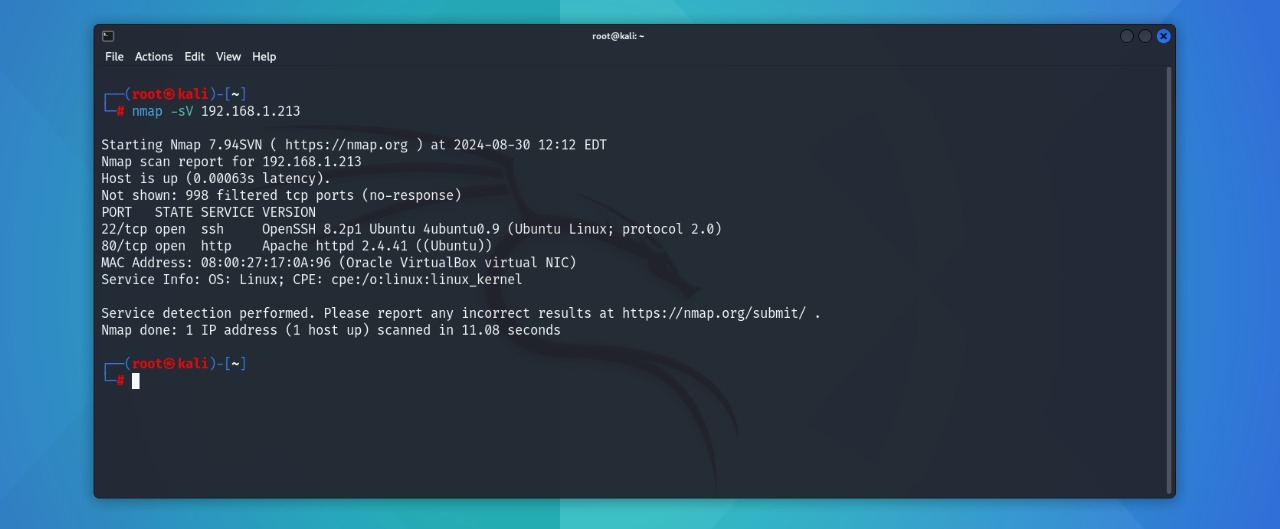 root@kali: ~
File Actions Edit View Help
┌──(root㉿kali)-[~]
└─# nmap -sV 192.168.1.213
Starting Nmap 7.94SVN ( https://nmap.org ) at 2024-08-30 12:12 EDT
Nmap scan report for 192.168.1.213
Host is up (0.00063s latency).
Not shown: 998 filtered tcp ports (no-response)
PORT   STATE SERVICE VERSION
22/tcp open  ssh     OpenSSH 8.2p1 Ubuntu 4ubuntu0.9 (Ubuntu Linux; protocol 2.0)
80/tcp open  http    Apache httpd 2.4.41 ((Ubuntu))
MAC Address: 08:00:27:17:0A:96 (Oracle VirtualBox virtual NIC)
Service Info: OS: Linux; CPE: cpe:/o:linux:linux_kernel
Service detection performed. Please report any incorrect results at https://nmap.org/submit/ .
Nmap done: 1 IP address (1 host up) scanned in 11.08 seconds
┌──(root㉿kali)-[~]
└─#